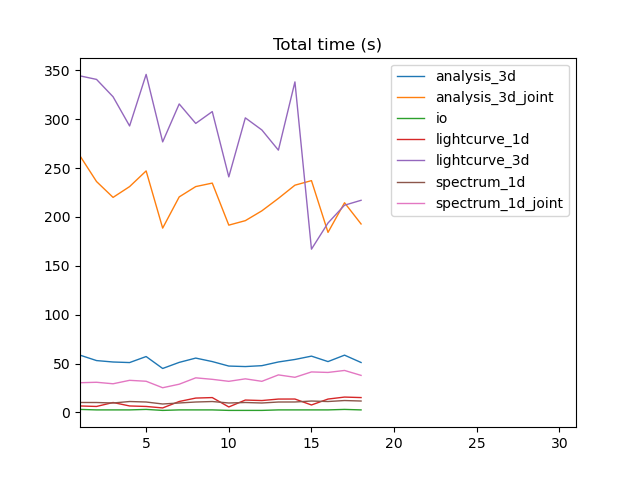 Total time (s)
350
300
250
200
150
100
50
0
5
10
15
20
25
30
analysis_3d
analysis_3d_joint
io
lightcurve_1d
lightcurve_3d
spectrum_1d
spectrum_1d_joint